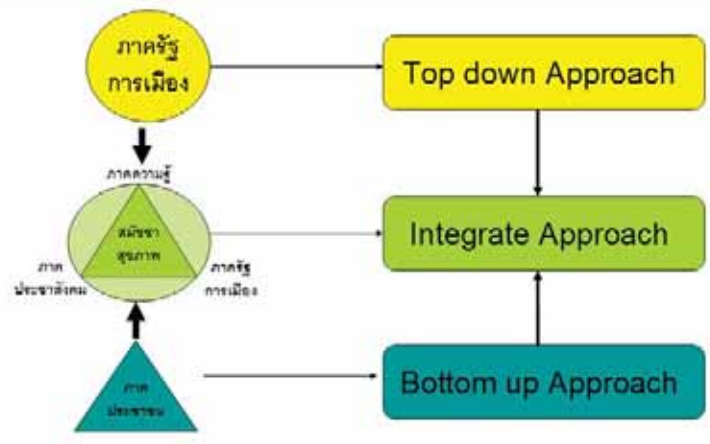 ภาครัฐ
การเมือง
Top down Approach
ภาคความรู้
สมัชชา
สุขภาพ
Integrate Approach
ภาค
ประชาสังคม
ภาครัฐ
การเมือง
ภาค
ประชาชน
Bottom up Approach